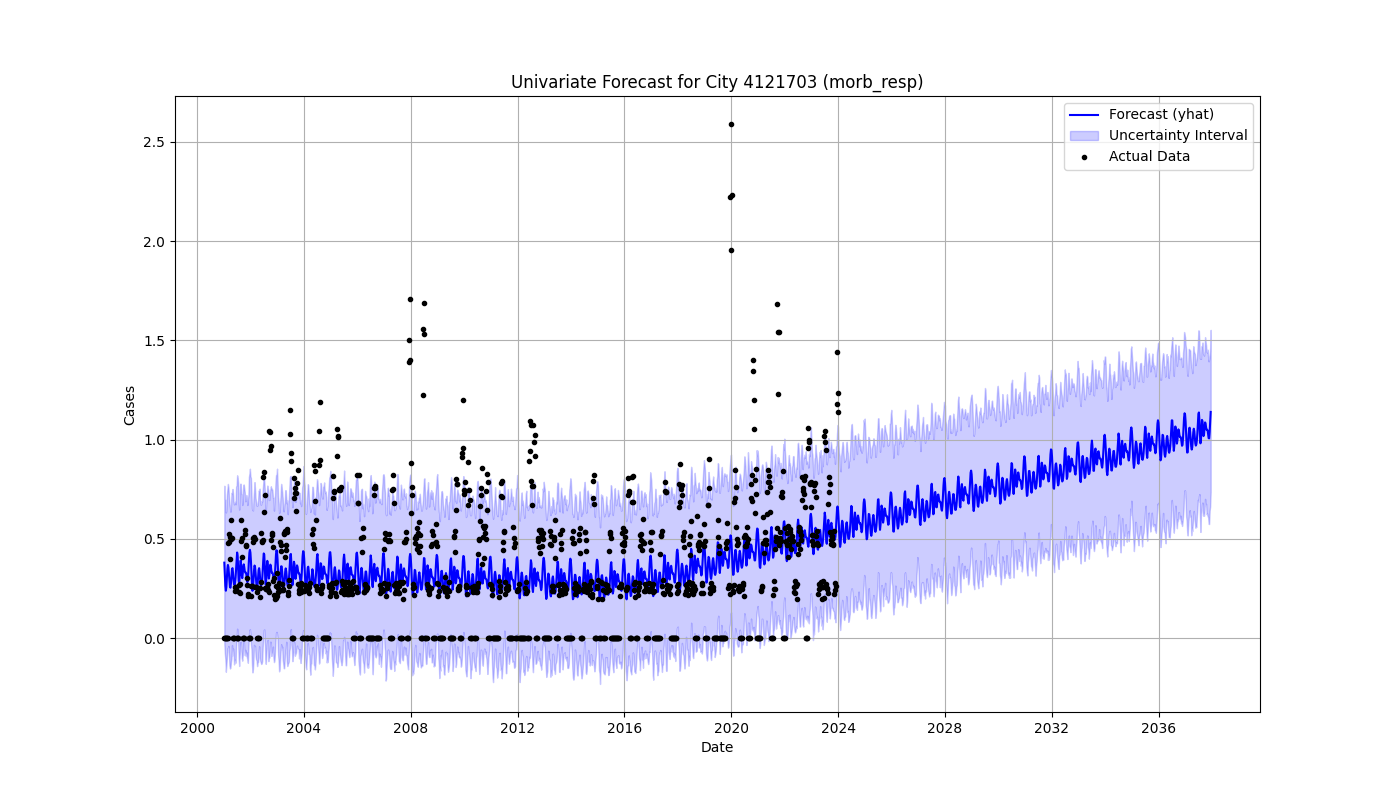 Univariate Forecast for City 4121703 (morb_resp)
Forecast (yhat)
Uncertainty Interval
Actual Data
Cases
2.5
2.0
1.5
1.0
0.5
0.0
2000 2004 2008 2012 2016 2020 2024 2028 2032 2036
Date